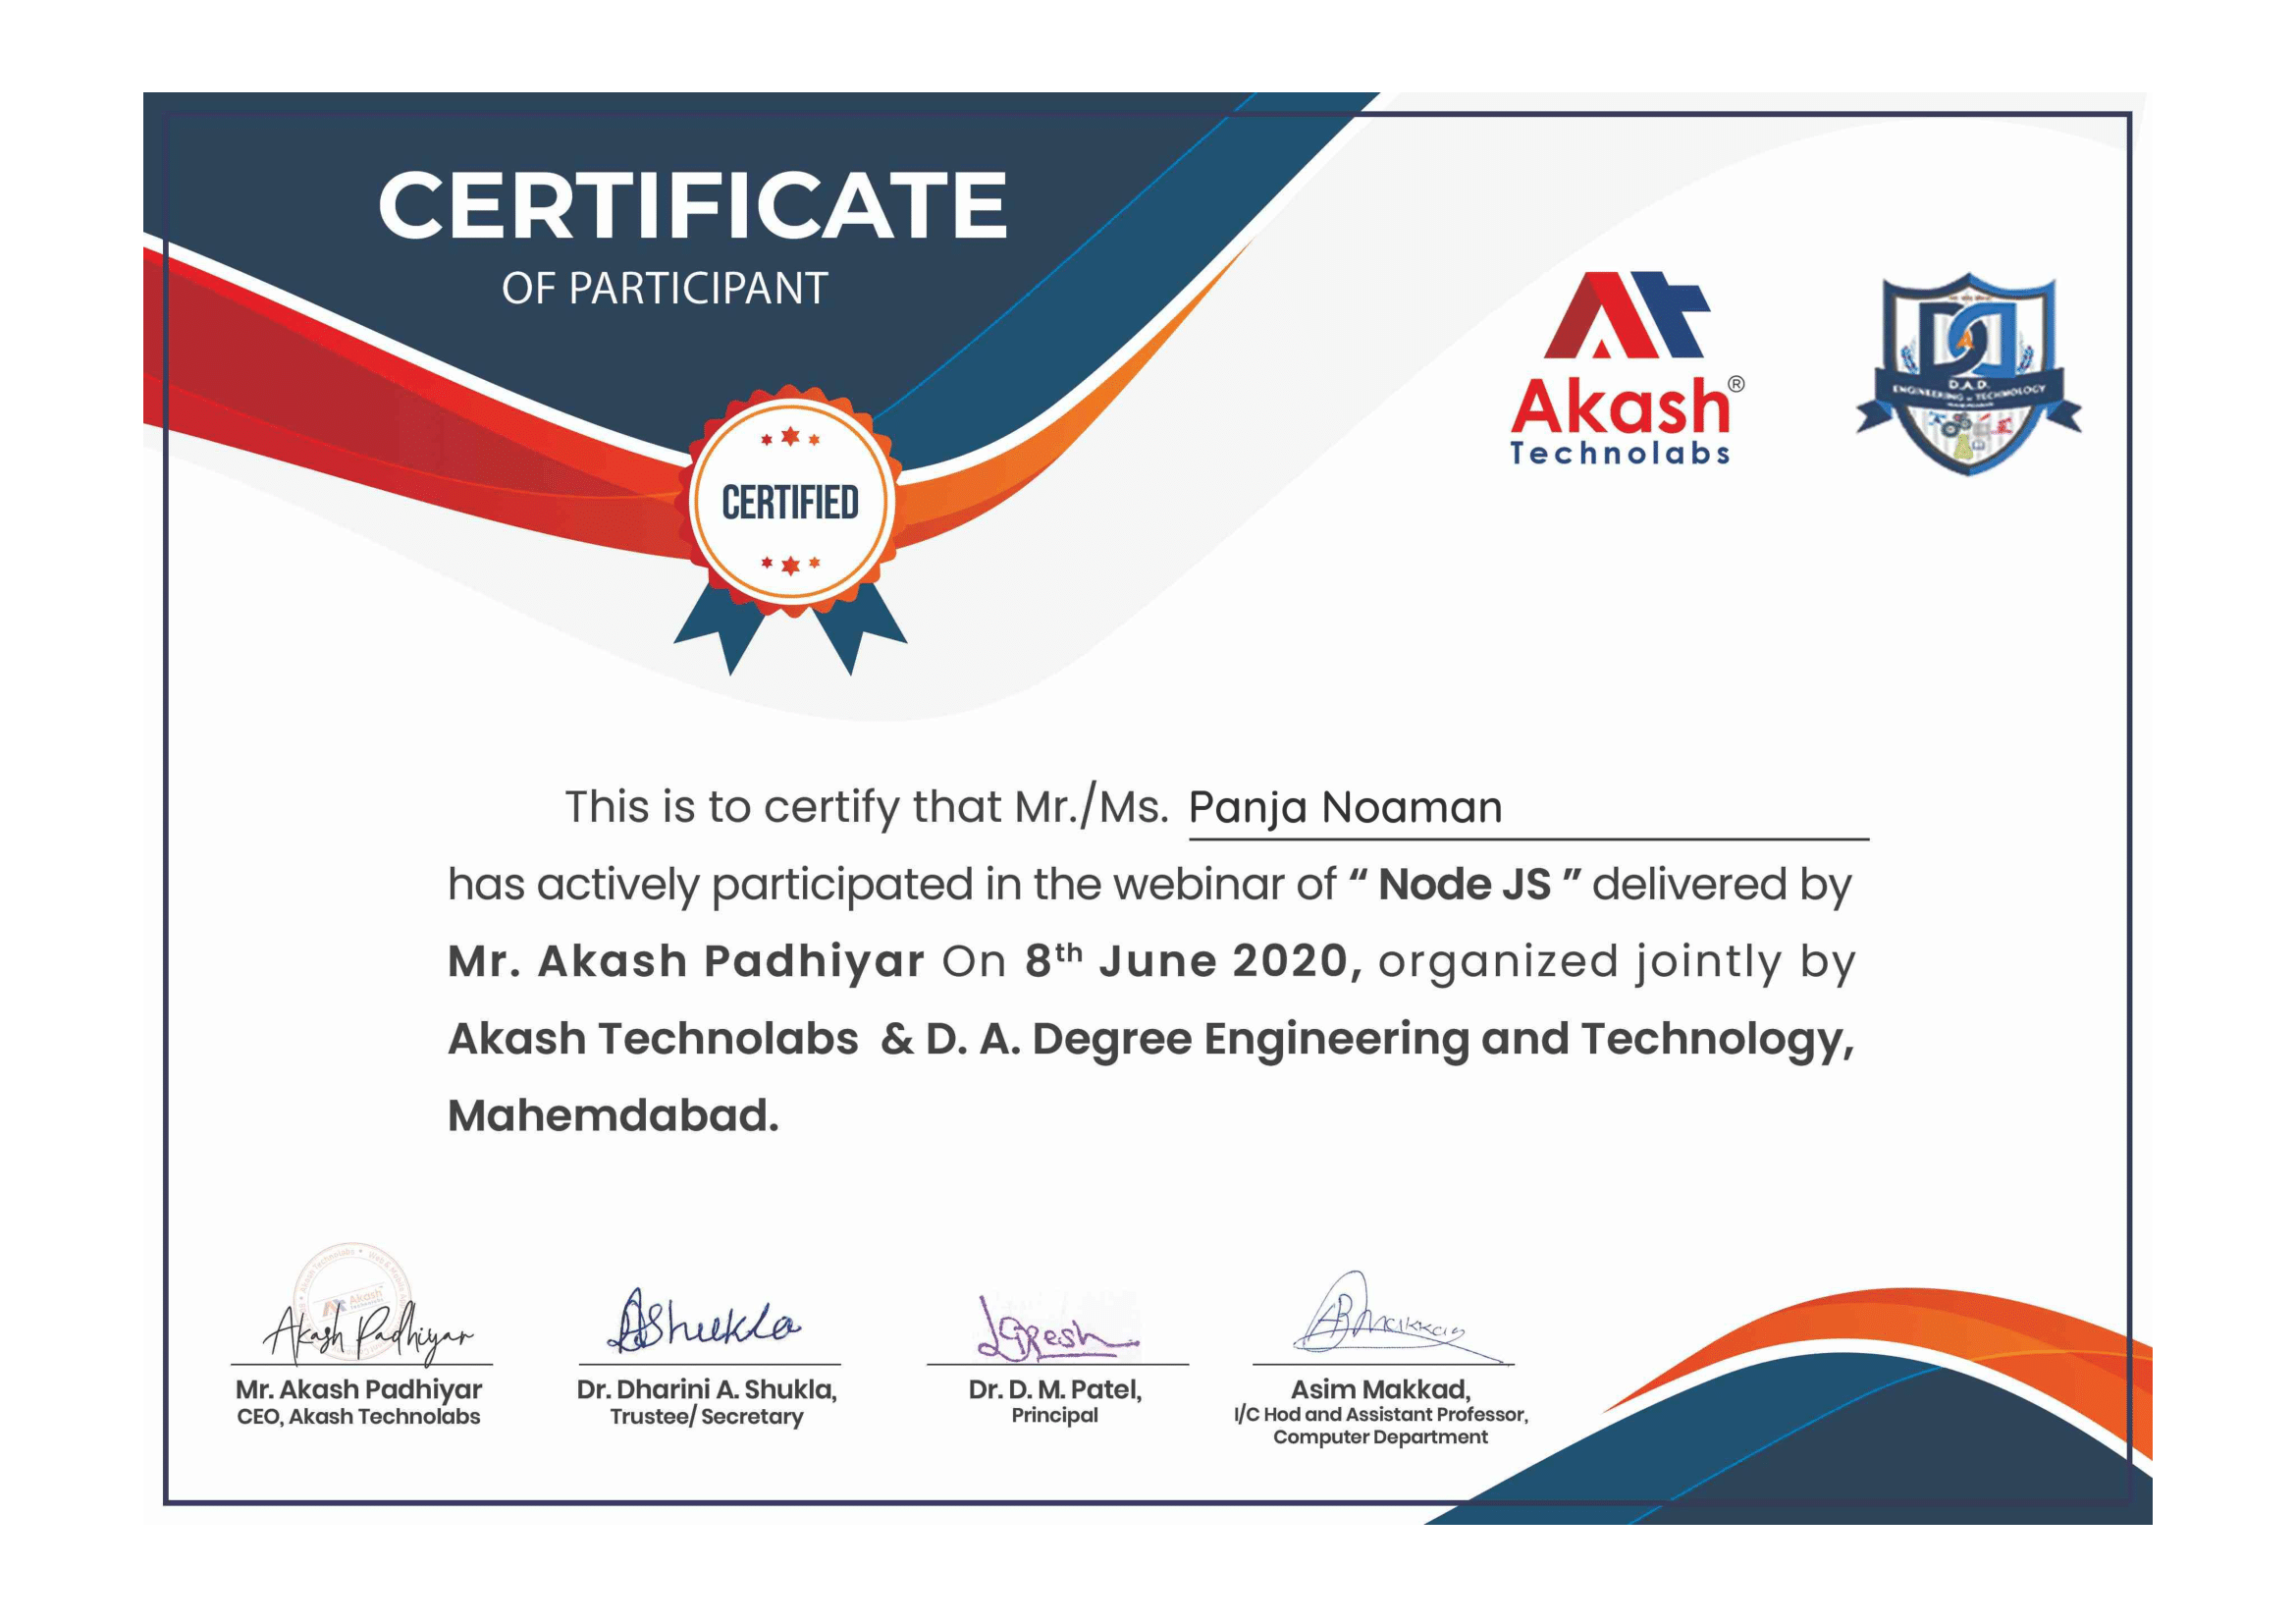 CERTIFICATE
OF PARTICIPANT
Akash®
Technolabs
D.A.D.
ENGINEERING & TECHNOLOGY
CERTIFIED
This is to certify that Mr./Ms. Panja Noaman
has actively participated in the webinar of “ Node JS ” delivered by
Mr. Akash Padhiyar On 8th June 2020, organized jointly by
Akash Technolabs & D. A. Degree Engineering and Technology,
Mahemdabad.
Akash Padhiyar
AShukla
Mr. Akash Padhiyar
CEO, Akash Technolabs
Dr. Dharini A. Shukla,
Trustee/ Secretary
Dr. D. M. Patel,
Principal
Asim Makkad,
I/C Hod and Assistant Professor,
Computer Department